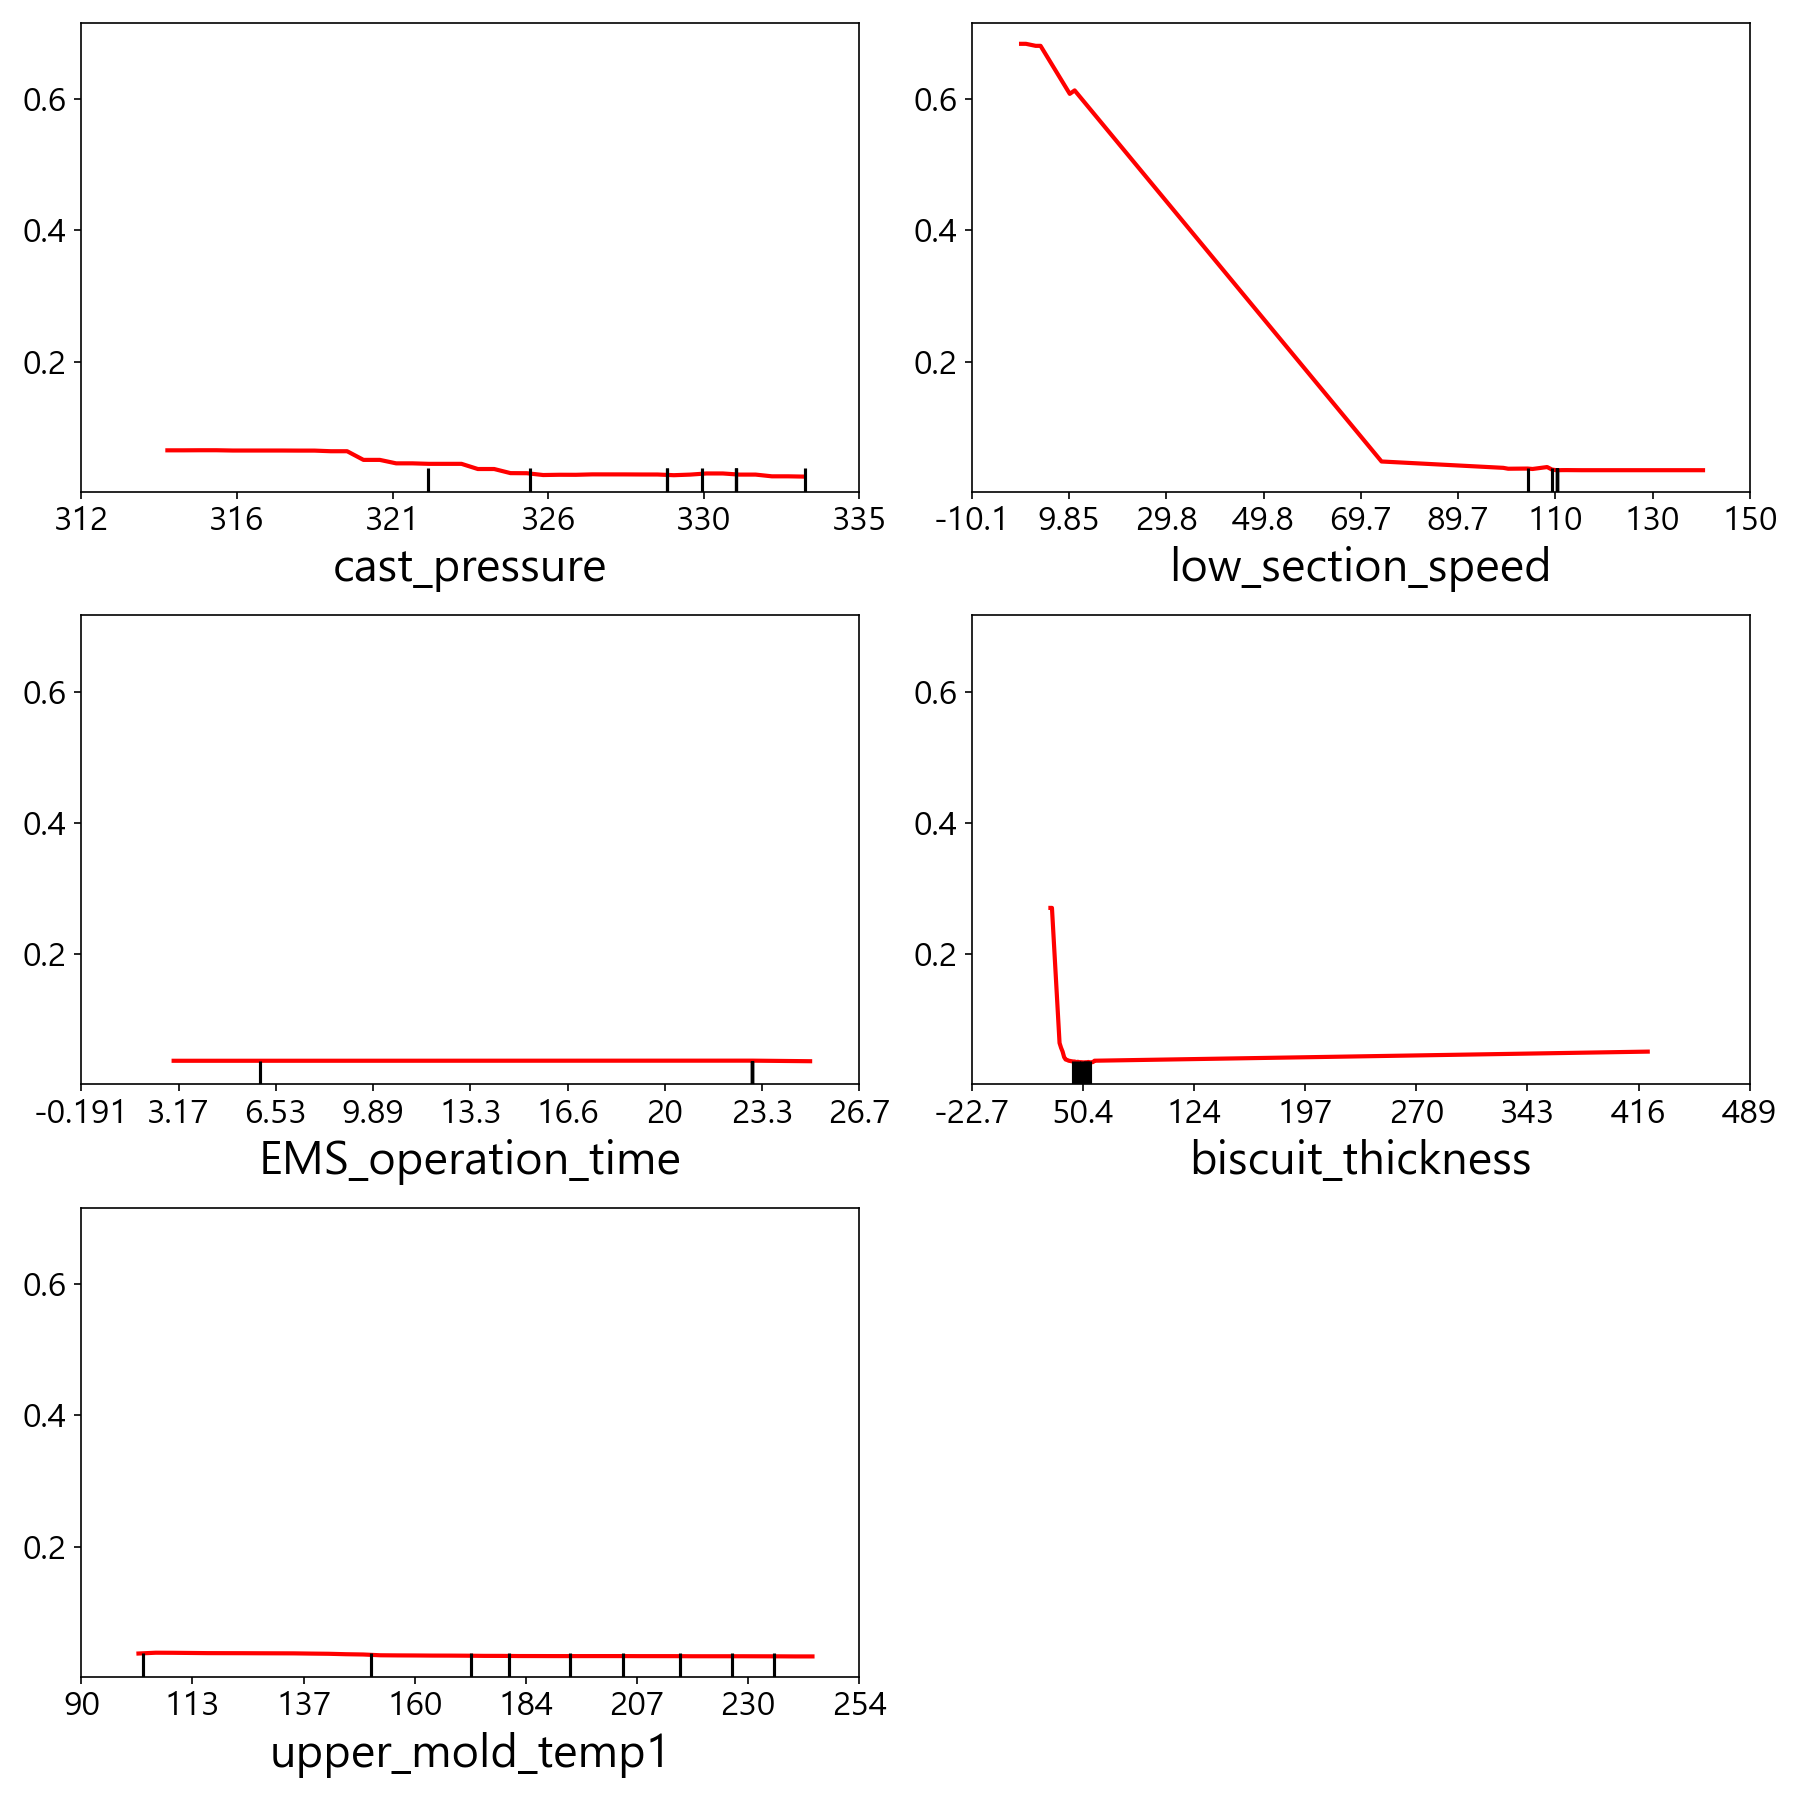 0.6
0.4
0.2
312 316 321 326 330 335
cast_pressure
0.6
0.4
0.2
-10.1 9.85 29.8 49.8 69.7 89.7 110 130 150
low_section_speed
0.6
0.4
0.2
-0.191 3.17 6.53 9.89 13.3 16.6 20 23.3 26.7
EMS_operation_time
0.6
0.4
0.2
-22.7 50.4 124 197 270 343 416 489
biscuit_thickness
0.6
0.4
0.2
90 113 137 160 184 207 230 254
upper_mold_temp1